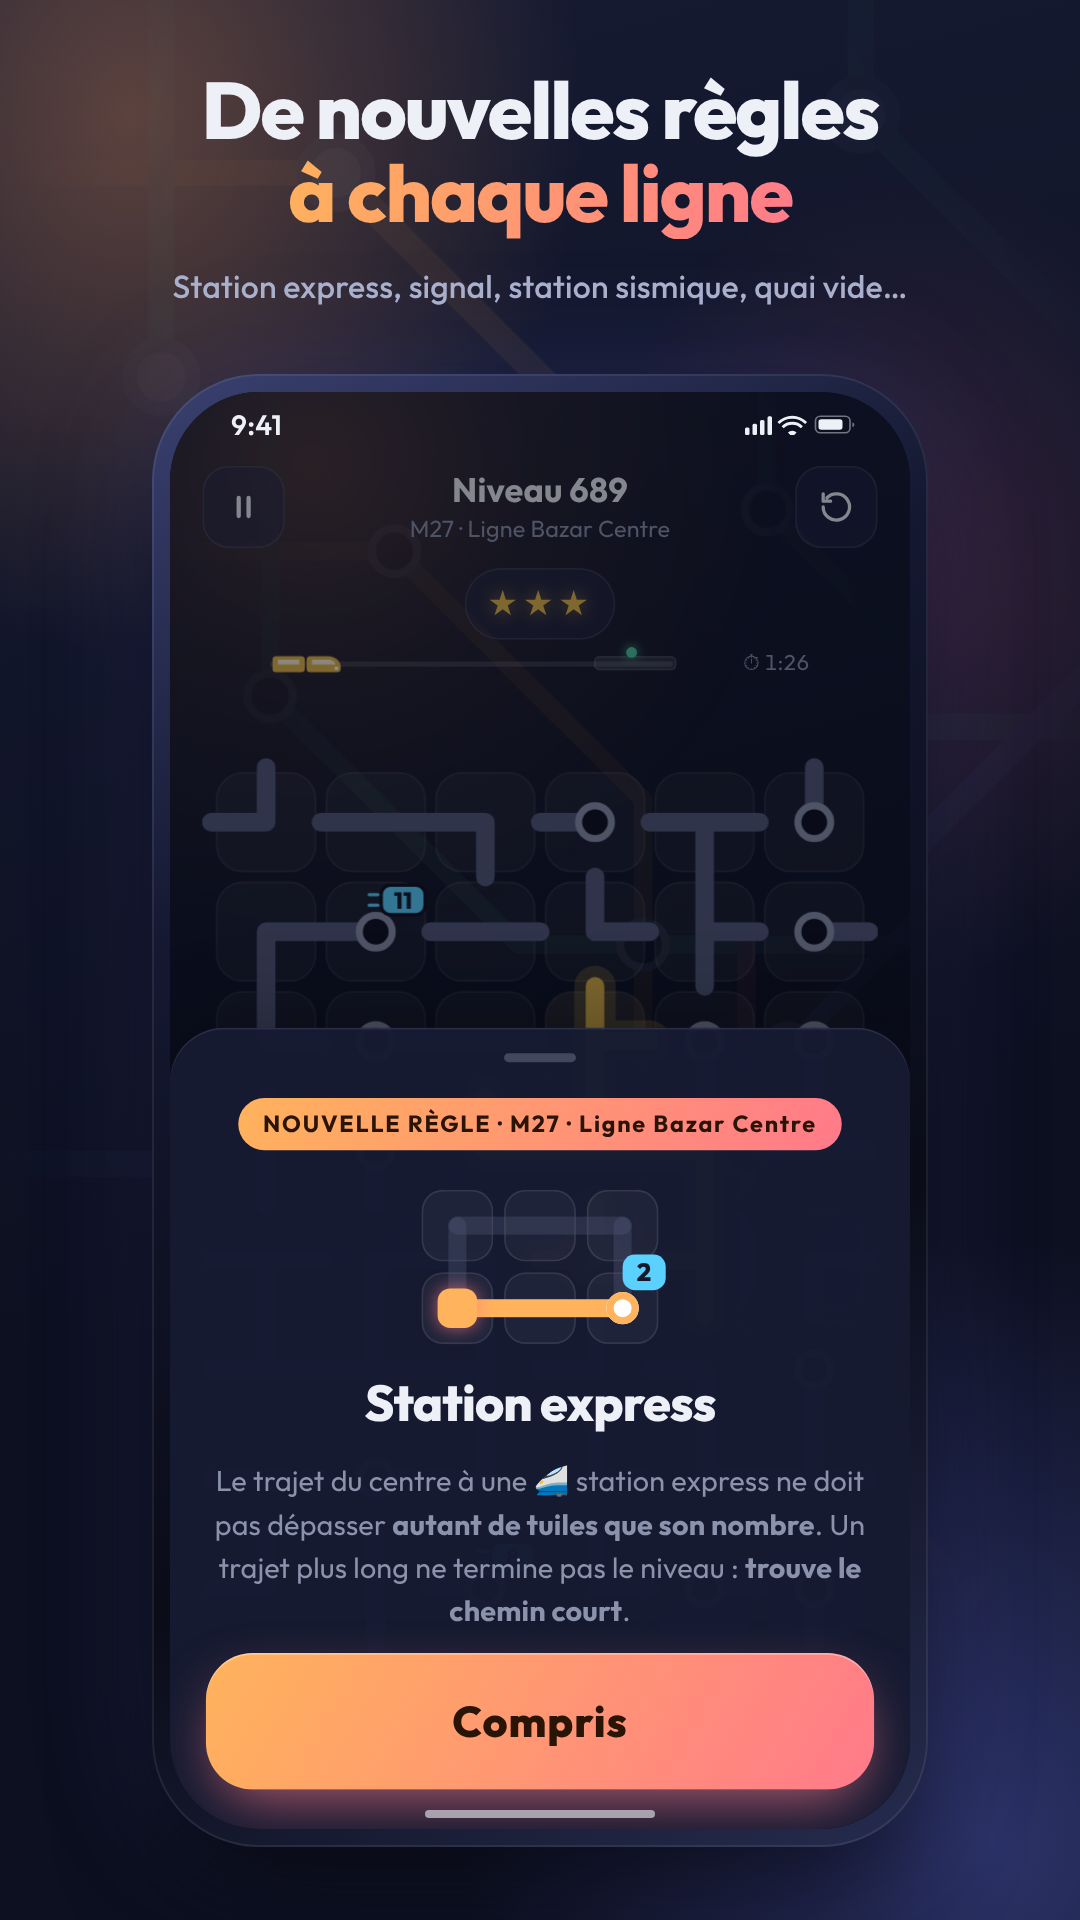 De nouvelles règles
à chaque ligne
Station express, signal, station sismique, quai vide...
9:41
Niveau 689
M27 · Ligne Bazar Centre
1:26
11
NOUVELLE RÈGLE · M27 · Ligne Bazar Centre
2
Station express
Le trajet du centre à une 🚄 station express ne doit
pas dépasser autant de tuiles que son nombre. Un
trajet plus long ne termine pas le niveau : trouve le
chemin court.
Compris